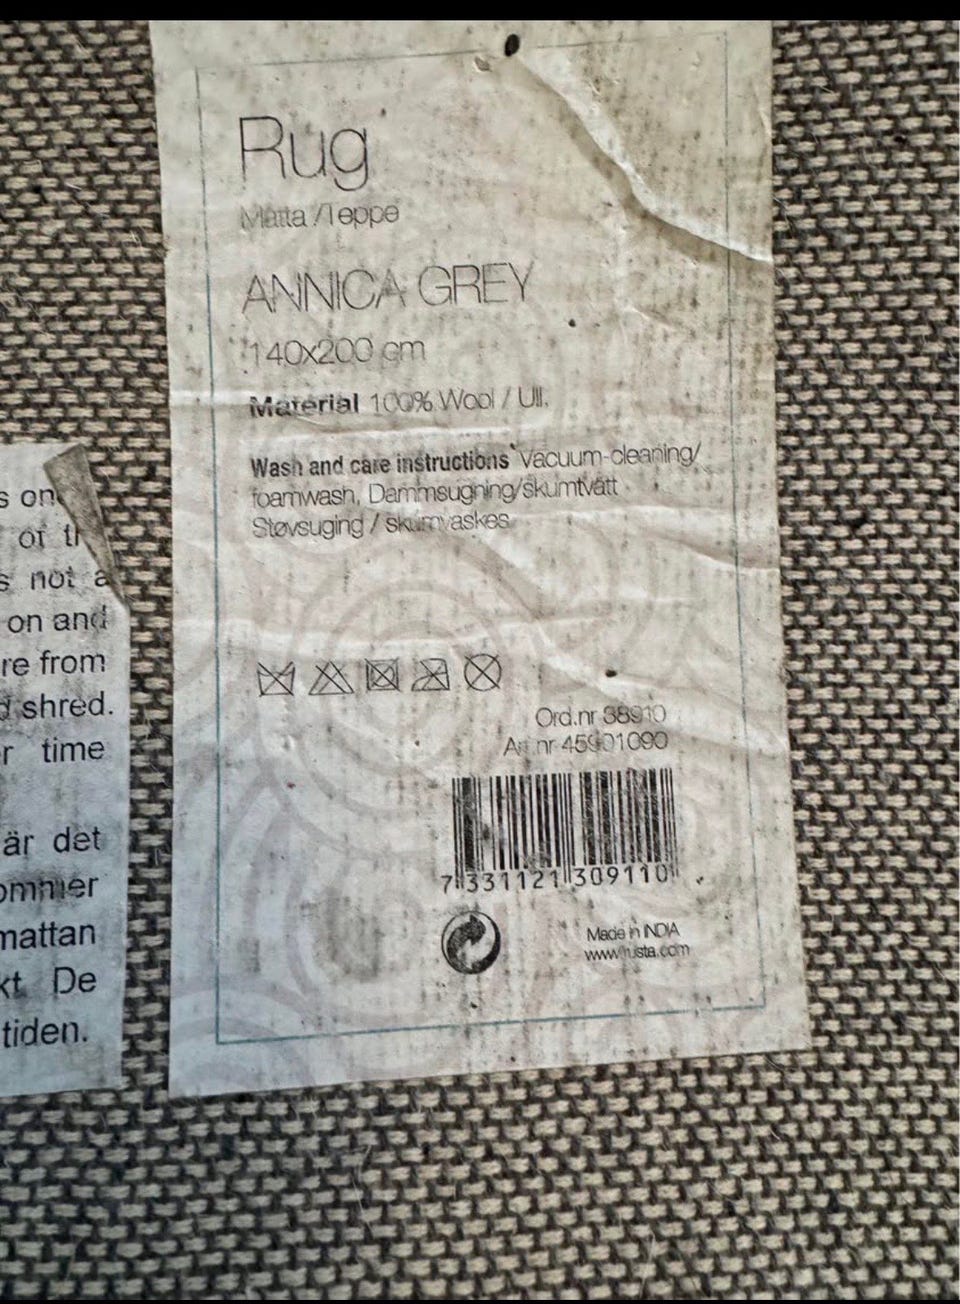 Rug
Matta / Teppe
ANNICA GREY
140x200 cm
Material 100% Wool / Ull.
Wash and care instructions Vacuum-cleaning/
foamwash, Dammsugning/skumtvätt
Støvsuging / skumvaskes
Ord.nr 38910
Art.nr 45901090
7 331121 309110
Made in INDIA
www.rusta.com
s on
of th
s not a
on and
re from
d shred.
r time
är det
ommer
mattan
kt De
tiden.